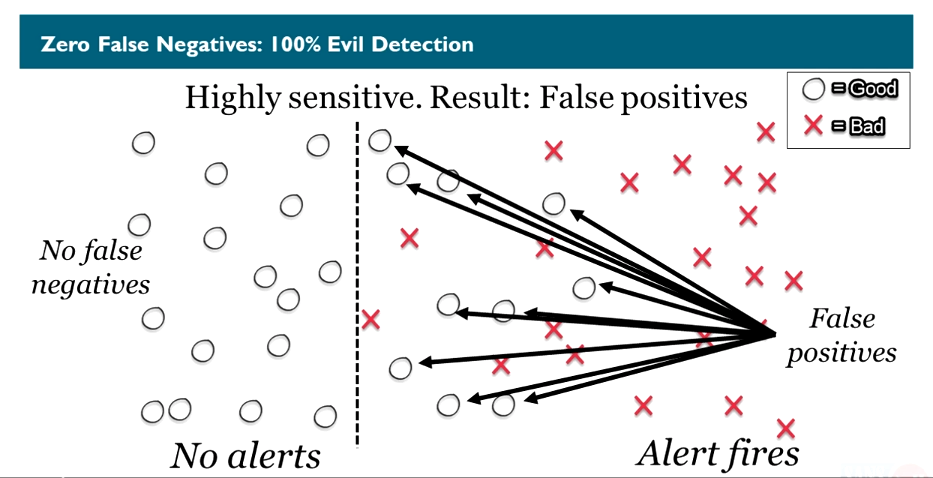 Zero False Negatives: 100% Evil Detection
Highly sensitive. Result: False positives
= Good
= Bad
No false
negatives
False
positives
No alerts
Alert fires